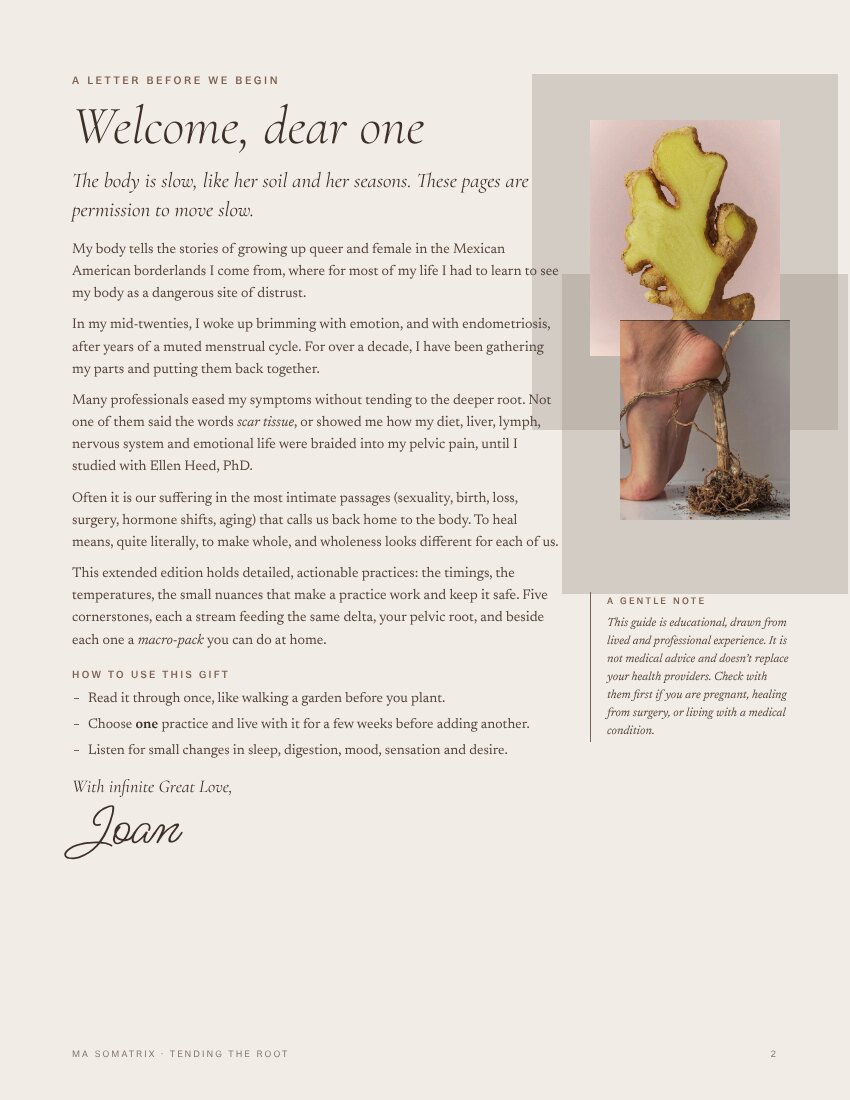 A LETTER BEFORE WE BEGIN
Welcome, dear one
The body is slow, like her soil and her seasons. These pages are
permission to move slow.
My body tells the stories of growing up queer and female in the Mexican
American borderlands I come from, where for most of my life I had to learn to see
my body as a dangerous site of distrust.
In my mid-twenties, I woke up brimming with emotion, and with endometriosis,
after years of a muted menstrual cycle. For over a decade, I have been gathering
my parts and putting them back together.
Many professionals eased my symptoms without tending to the deeper root. Not
one of them said the words scar tissue, or showed me how my diet, liver, lymph,
nervous system and emotional life were braided into my pelvic pain, until I
studied with Ellen Heed, PhD.
Often it is our suffering in the most intimate passages (sexuality, birth, loss,
surgery, hormone shifts, aging) that calls us back home to the body. To heal
means, quite literally, to make whole, and wholeness looks different for each of us.
This extended edition holds detailed, actionable practices: the timings, the
temperatures, the small nuances that make a practice work and keep it safe. Five
cornerstones, each a stream feeding the same delta, your pelvic root, and beside
each one a macro-pack you can do at home.
HOW TO USE THIS GIFT
– Read it through once, like walking a garden before you plant.
– Choose one practice and live with it for a few weeks before adding another.
– Listen for small changes in sleep, digestion, mood, sensation and desire.
With infinite Great Love,
Joan
A GENTLE NOTE
This guide is educational, drawn from
lived and professional experience. It is
not medical advice and doesn't replace
your health providers. Check with
them first if you are pregnant, healing
from surgery, or living with a medical
condition.
MA SOMATRIX · TENDING THE ROOT
2